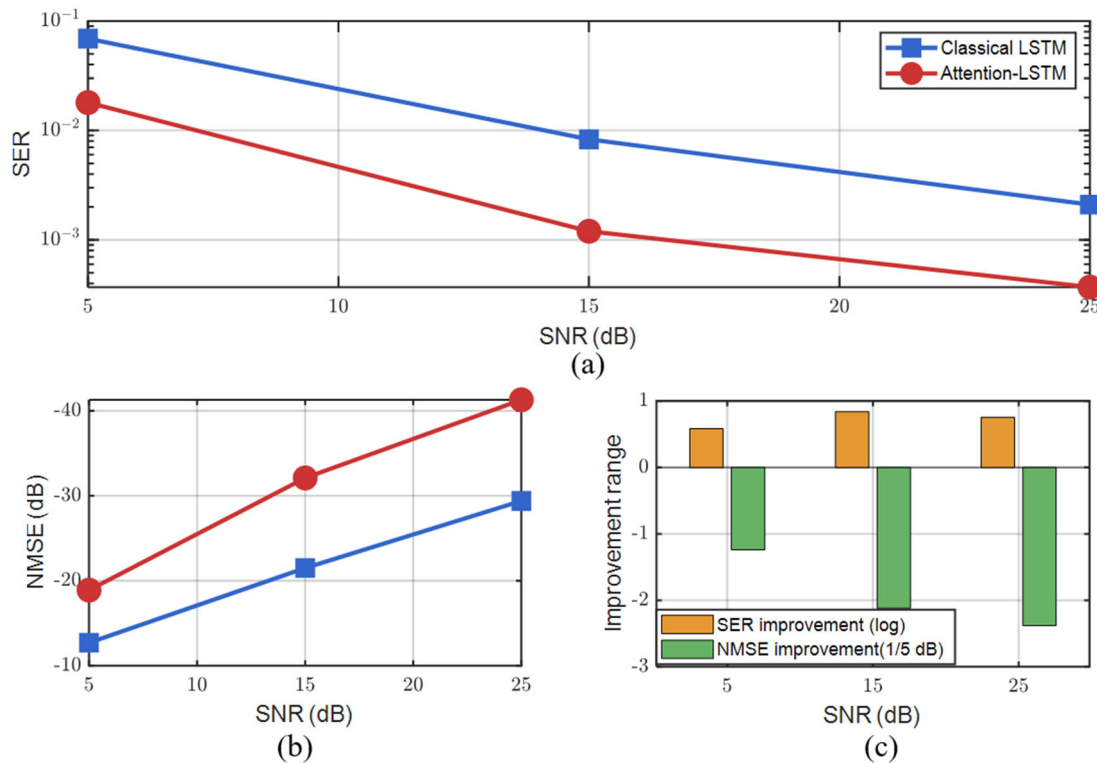 10⁻¹
10⁻²
10⁻³
SER
Classical LSTM
Attention-LSTM
5 10 15 20 25
SNR (dB)
(a)
-40
-30
-20
-10
NMSE (dB)
5 10 15 20 25
SNR (dB)
(b)
1
0
-1
-2
-3
Improvement range
SER improvement (log)
NMSE improvement(1/5 dB)
5 15 25
SNR (dB)
(c)